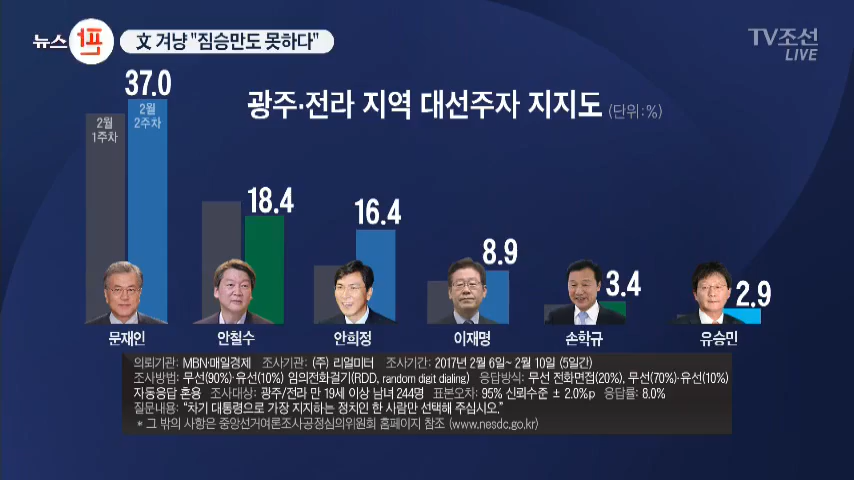 뉴스 1판
文 겨냥 "짐승만도 못하다"
TV조선
LIVE
광주·전라 지역 대선주자 지지도 (단위:%)
2월
1주차
37.0
2월
2주차
18.4
16.4
8.9
3.4
2.9
문재인
안철수
안희정
이재명
손학규
유승민
의뢰기관: MBN·매일경제 조사기관: (주) 리얼미터 조사기간: 2017년 2월 6일~ 2월 10일 (5일간)
조사방법: 무선(90%)·유선(10%) 임의전화걸기(RDD, random digit dialing) 응답방식: 무선 전화면접(20%), 무선(70%)·유선(10%)
자동응답 혼용 조사대상: 광주/전라 만 19세 이상 남녀 244명 표본오차: 95% 신뢰수준 ± 2.0%p 응답률: 8.0%
질문내용: "차기 대통령으로 가장 지지하는 정치인 한 사람만 선택해 주십시오."
* 그 밖의 사항은 중앙선거여론조사공정심의위원회 홈페이지 참조 (www.nesdc.go.kr)